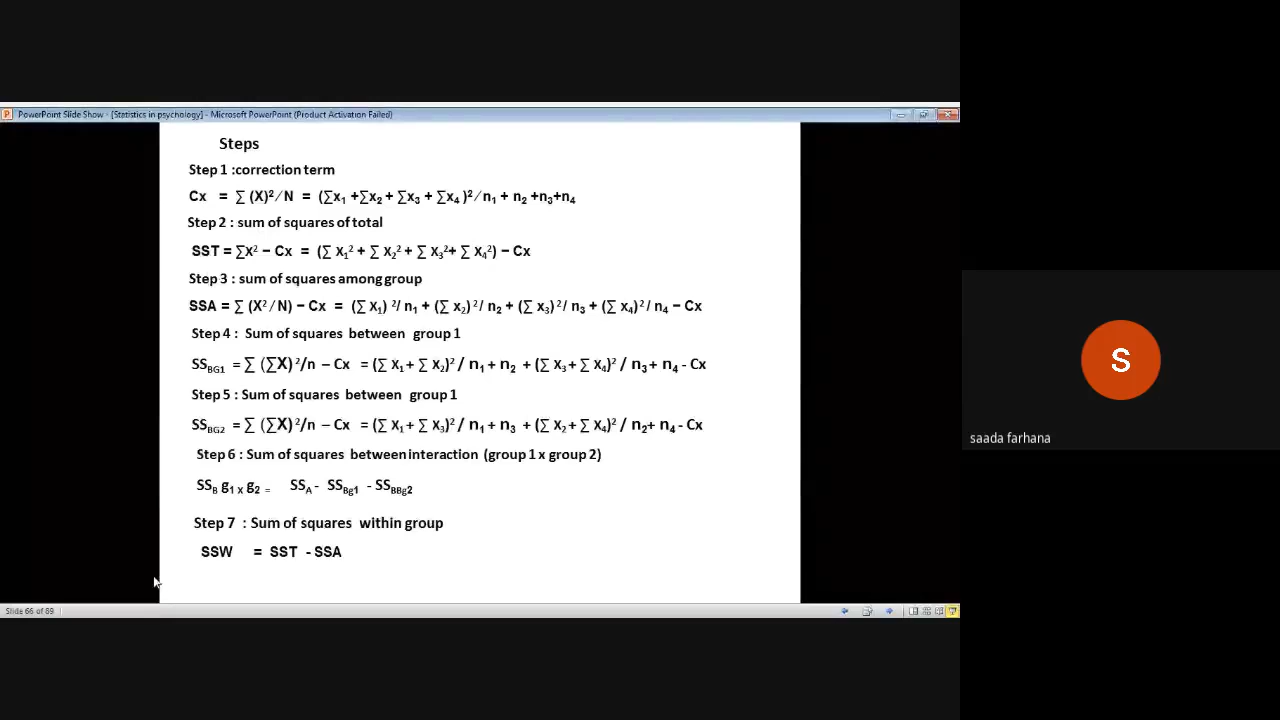 PowerPoint Slide Show - [Statistics in psychology] - Microsoft PowerPoint (Product Activation Failed)
Steps
Step 1 :correction term
Cx = ∑ (X)² ⁄ N = (∑x₁ +∑x₂ + ∑x₃ + ∑x₄ )² ⁄ n₁ + n₂ +n₃+n₄
Step 2 : sum of squares of total
SST = ∑X² − Cx = (∑ X₁² + ∑ X₂² + ∑ X₃²+ ∑ X₄²) − Cx
Step 3 : sum of squares among group
SSA = ∑ (X² ⁄ N) − Cx = (∑ X₁) ²/ n₁ + (∑ x₂) ²/ n₂ + (∑ x₃)²/ n₃ + (∑ x₄)²/ n₄ − Cx
Step 4 : Sum of squares between group 1
SS_BG1 = ∑ (∑X) ²/n − Cx = (∑ X₁ + ∑ X₂)² / n₁ + n₂ + (∑ X₃ + ∑ X₄)² / n₃ + n₄ - Cx
Step 5 : Sum of squares between group 1
SS_BG2 = ∑ (∑X) ²/n − Cx = (∑ X₁ + ∑ X₃)² / n₁ + n₃ + (∑ X₂ + ∑ X₄)² / n₂+ n₄ - Cx
Step 6 : Sum of squares between interaction (group 1 x group 2)
SS_B g₁ ₓ g₂ = SS_A - SS_Bg1 - SS_BBg2
Step 7 : Sum of squares within group
SSW = SST - SSA
Slide 66 of 89
S
saada farhana